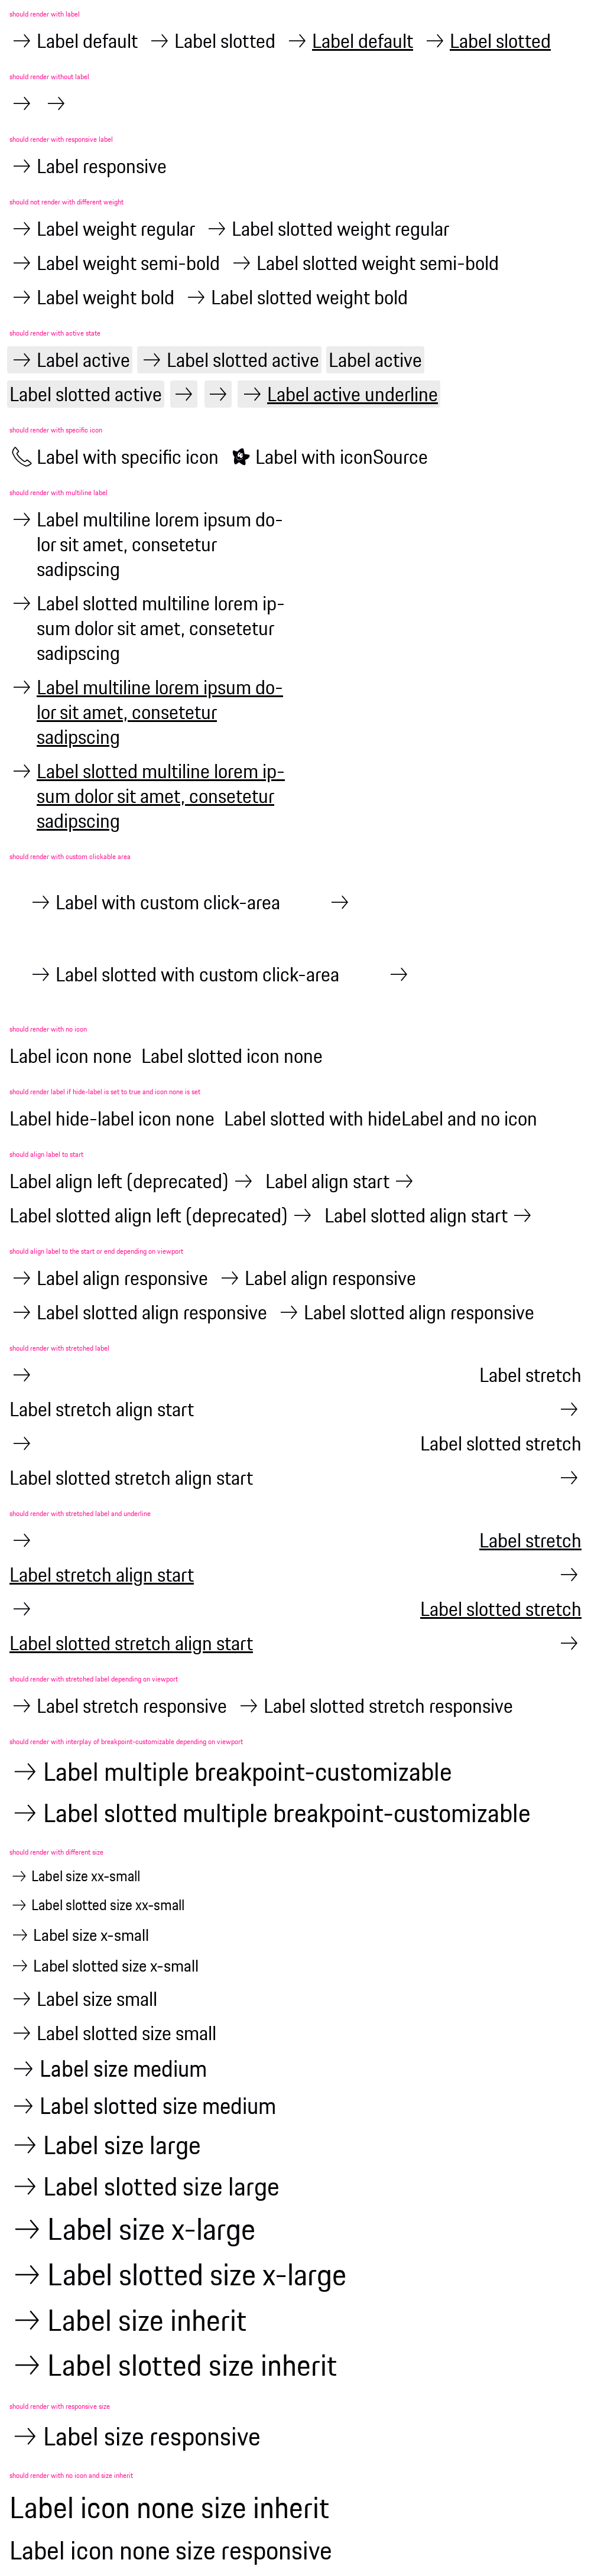 should render with label
Label default Label slotted Label default Label slotted
should render without label
should render with responsive label
Label responsive
should not render with different weight
Label weight regular Label slotted weight regular
Label weight semi-bold Label slotted weight semi-bold
Label weight bold Label slotted weight bold
should render with active state
Label active Label slotted active Label active
Label slotted active Label active underline
should render with specific icon
Label with specific icon Label with iconSource
should render with multiline label
Label multiline lorem ipsum do-
lor sit amet, consetetur
sadipscing
Label slotted multiline lorem ip-
sum dolor sit amet, consetetur
sadipscing
Label multiline lorem ipsum do-
lor sit amet, consetetur
sadipscing
Label slotted multiline lorem ip-
sum dolor sit amet, consetetur
sadipscing
should render with custom clickable area
Label with custom click-area
Label slotted with custom click-area
should render with no icon
Label icon none Label slotted icon none
should render label if hide-label is set to true and icon none is set
Label hide-label icon none Label slotted with hideLabel and no icon
should align label to start
Label align left (deprecated) Label align start
Label slotted align left (deprecated) Label slotted align start
should align label to the start or end depending on viewport
Label align responsive Label align responsive
Label slotted align responsive Label slotted align responsive
should render with stretched label
Label stretch
Label stretch align start
Label slotted stretch
Label slotted stretch align start
should render with stretched label and underline
Label stretch
Label stretch align start
Label slotted stretch
Label slotted stretch align start
should render with stretched label depending on viewport
Label stretch responsive Label slotted stretch responsive
should render with interplay of breakpoint-customizable depending on viewport
Label multiple breakpoint-customizable
Label slotted multiple breakpoint-customizable
should render with different size
Label size xx-small
Label slotted size xx-small
Label size x-small
Label slotted size x-small
Label size small
Label slotted size small
Label size medium
Label slotted size medium
Label size large
Label slotted size large
Label size x-large
Label slotted size x-large
Label size inherit
Label slotted size inherit
should render with responsive size
Label size responsive
should render with no icon and size inherit
Label icon none size inherit
Label icon none size responsive